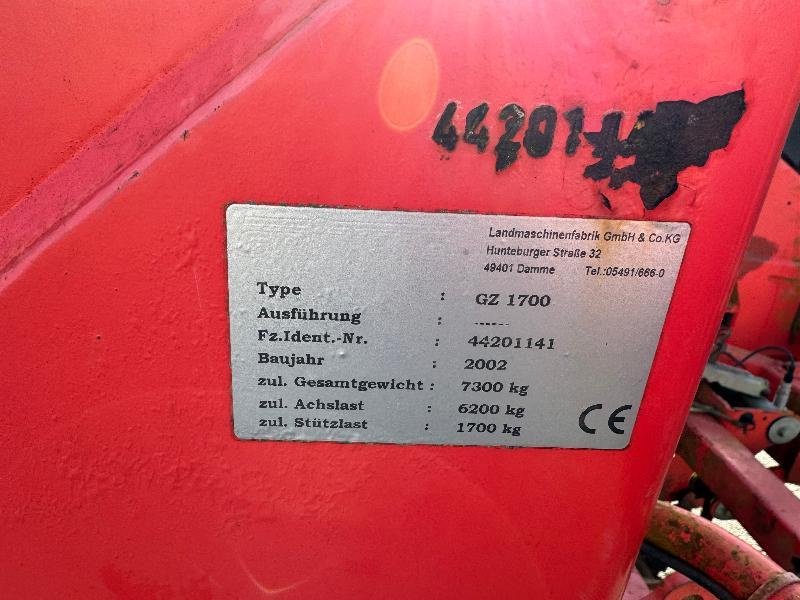 442011
Landmaschinenfabrik GmbH & Co.KG
Hunteburger Straße 32
49401 Damme Tel.:05491/666-0
Type : GZ 1700
Ausführung : ------
Fz.Ident.-Nr. : 44201141
Baujahr : 2002
zul. Gesamtgewicht : 7300 kg
zul. Achslast : 6200 kg
zul. Stützlast : 1700 kg
CE